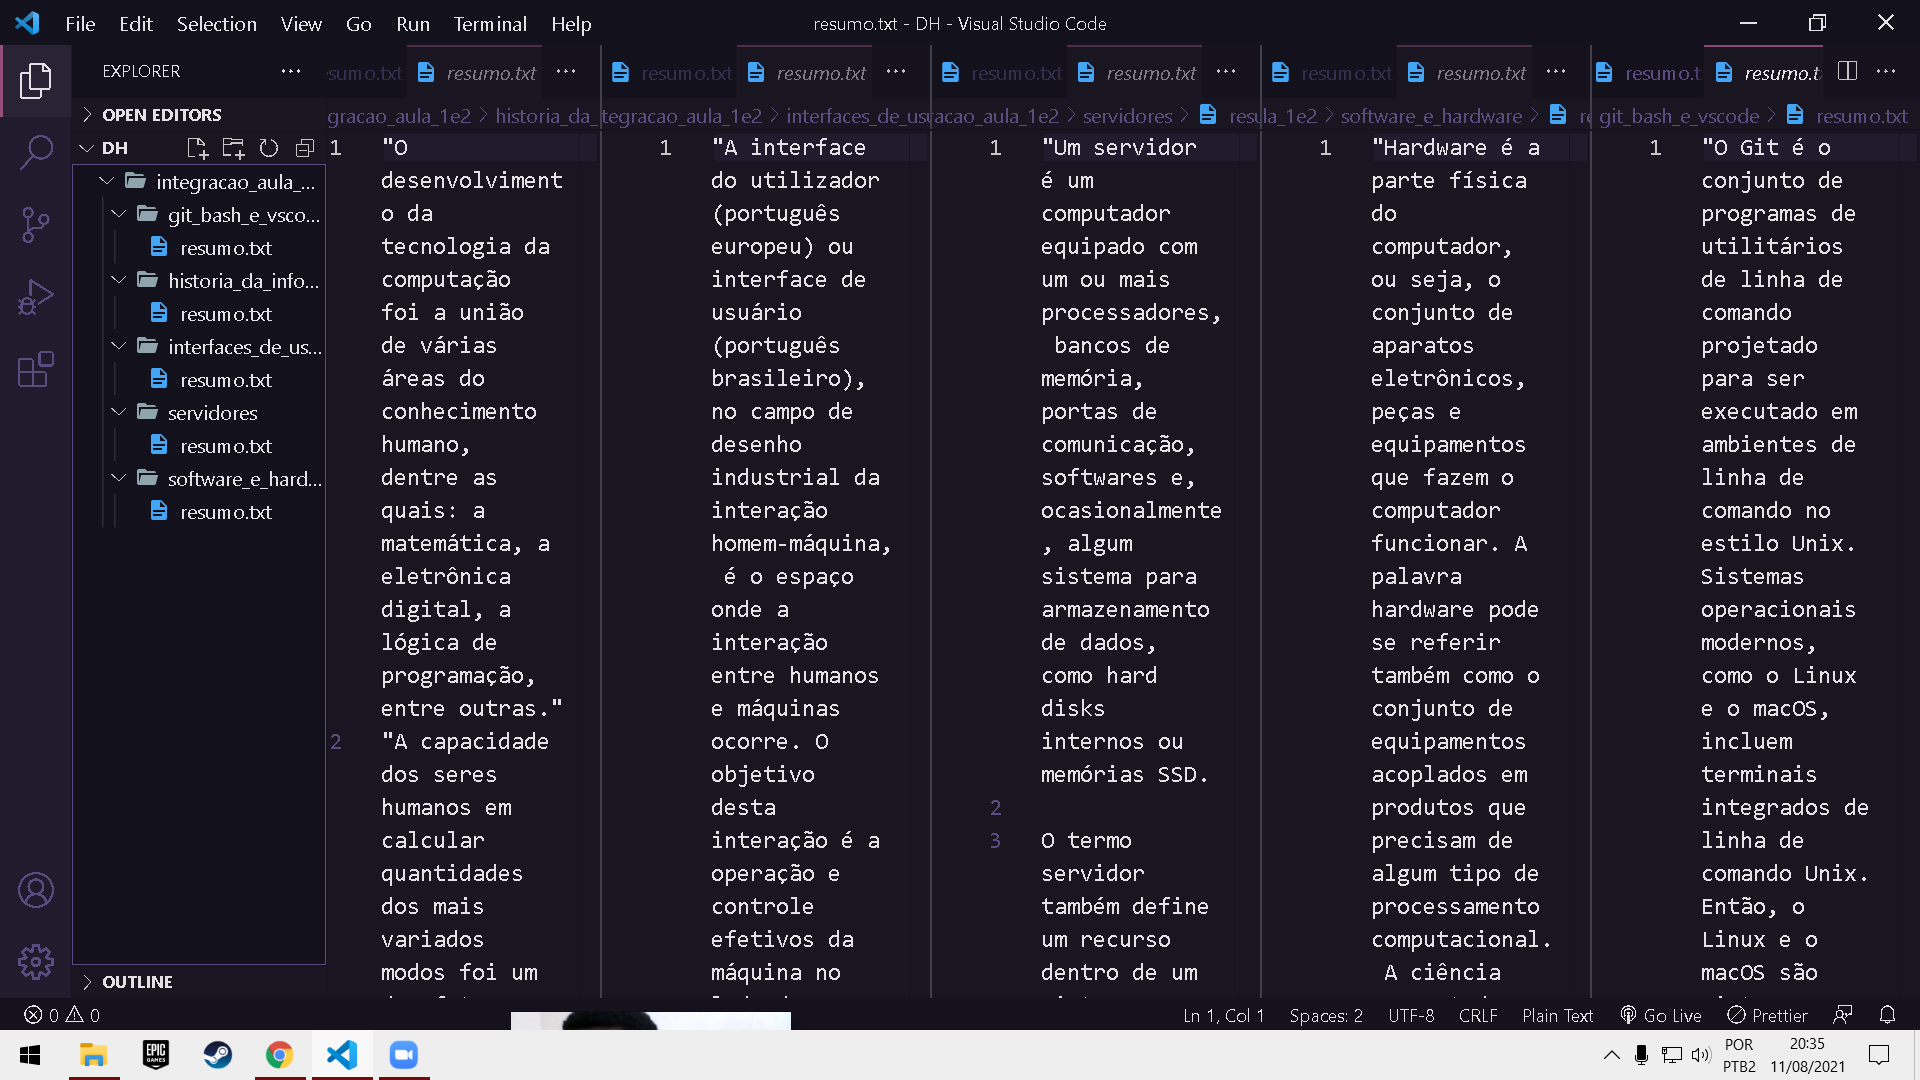 File Edit Selection View Go Run Terminal Help
resumo.txt - DH - Visual Studio Code
EXPLORER
OPEN EDITORS
DH
integracao_aula_...
git_bash_e_vsco...
resumo.txt
historia_da_info...
resumo.txt
interfaces_de_us...
resumo.txt
servidores
resumo.txt
software_e_hard...
resumo.txt
OUTLINE
esumo.txt resumo.txt
gracao_aula_1e2 > historia_da_
1 "O
desenvolviment
o da
tecnologia da
computação
foi a união
de várias
áreas do
conhecimento
humano,
dentre as
quais: a
matemática, a
eletrônica
digital, a
lógica de
programação,
entre outras."
2 "A capacidade
dos seres
humanos em
calcular
quantidades
dos mais
variados
modos foi um
resumo.txt resumo.txt
tegracao_aula_1e2 > interfaces_de_usu
1 "A interface
do utilizador
(português
europeu) ou
interface de
usuário
(português
brasileiro),
no campo de
desenho
industrial da
interação
homem-máquina,
é o espaço
onde a
interação
entre humanos
e máquinas
ocorre. O
objetivo
desta
interação é a
operação e
controle
efetivos da
máquina no
resumo.txt resumo.txt
acao_aula_1e2 > servidores > resu
1 "Um servidor
é um
computador
equipado com
um ou mais
processadores,
bancos de
memória,
portas de
comunicação,
softwares e,
ocasionalmente
, algum
sistema para
armazenamento
de dados,
como hard
disks
internos ou
memórias SSD.
2
3 O termo
servidor
também define
um recurso
dentro de um
resumo.txt resumo.txt
la_1e2 > software_e_hardware > re
1 "Hardware é a
parte física
do
computador,
ou seja, o
conjunto de
aparatos
eletrônicos,
peças e
equipamentos
que fazem o
computador
funcionar. A
palavra
hardware pode
se referir
também como o
conjunto de
equipamentos
acoplados em
produtos que
precisam de
algum tipo de
processamento
computacional.
A ciência
resumo.t resumo.t
git_bash_e_vscode > resumo.txt
1 "O Git é o
conjunto de
programas de
utilitários
de linha de
comando
projetado
para ser
executado em
ambientes de
linha de
comando no
estilo Unix.
Sistemas
operacionais
modernos,
como o Linux
e o macOS,
incluem
terminais
integrados de
linha de
comando Unix.
Então, o
Linux e o
macOS são
0 0
Ln 1, Col 1 Spaces: 2 UTF-8 CRLF Plain Text Go Live Prettier
EPIC GAMES
POR
PTB2
20:35
11/08/2021